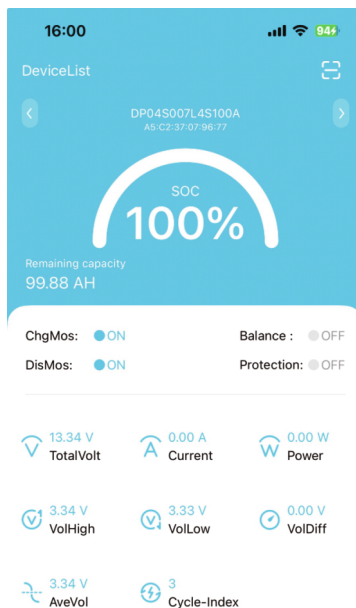 16:00 94
DeviceList
DP04S007L4S100A
A5:C2:37:07:96:77
SOC
100%
Remaining capacity
99.88 AH
ChgMos: ON Balance : OFF
DisMos: ON Protection: OFF
13.34 V 0.00 A 0.00 W
V TotalVolt A Current W Power
3.34 V 3.33 V 0.00 V
V VolHigh V VolLow VolDiff
3.34 V 3
AveVol Cycle-Index